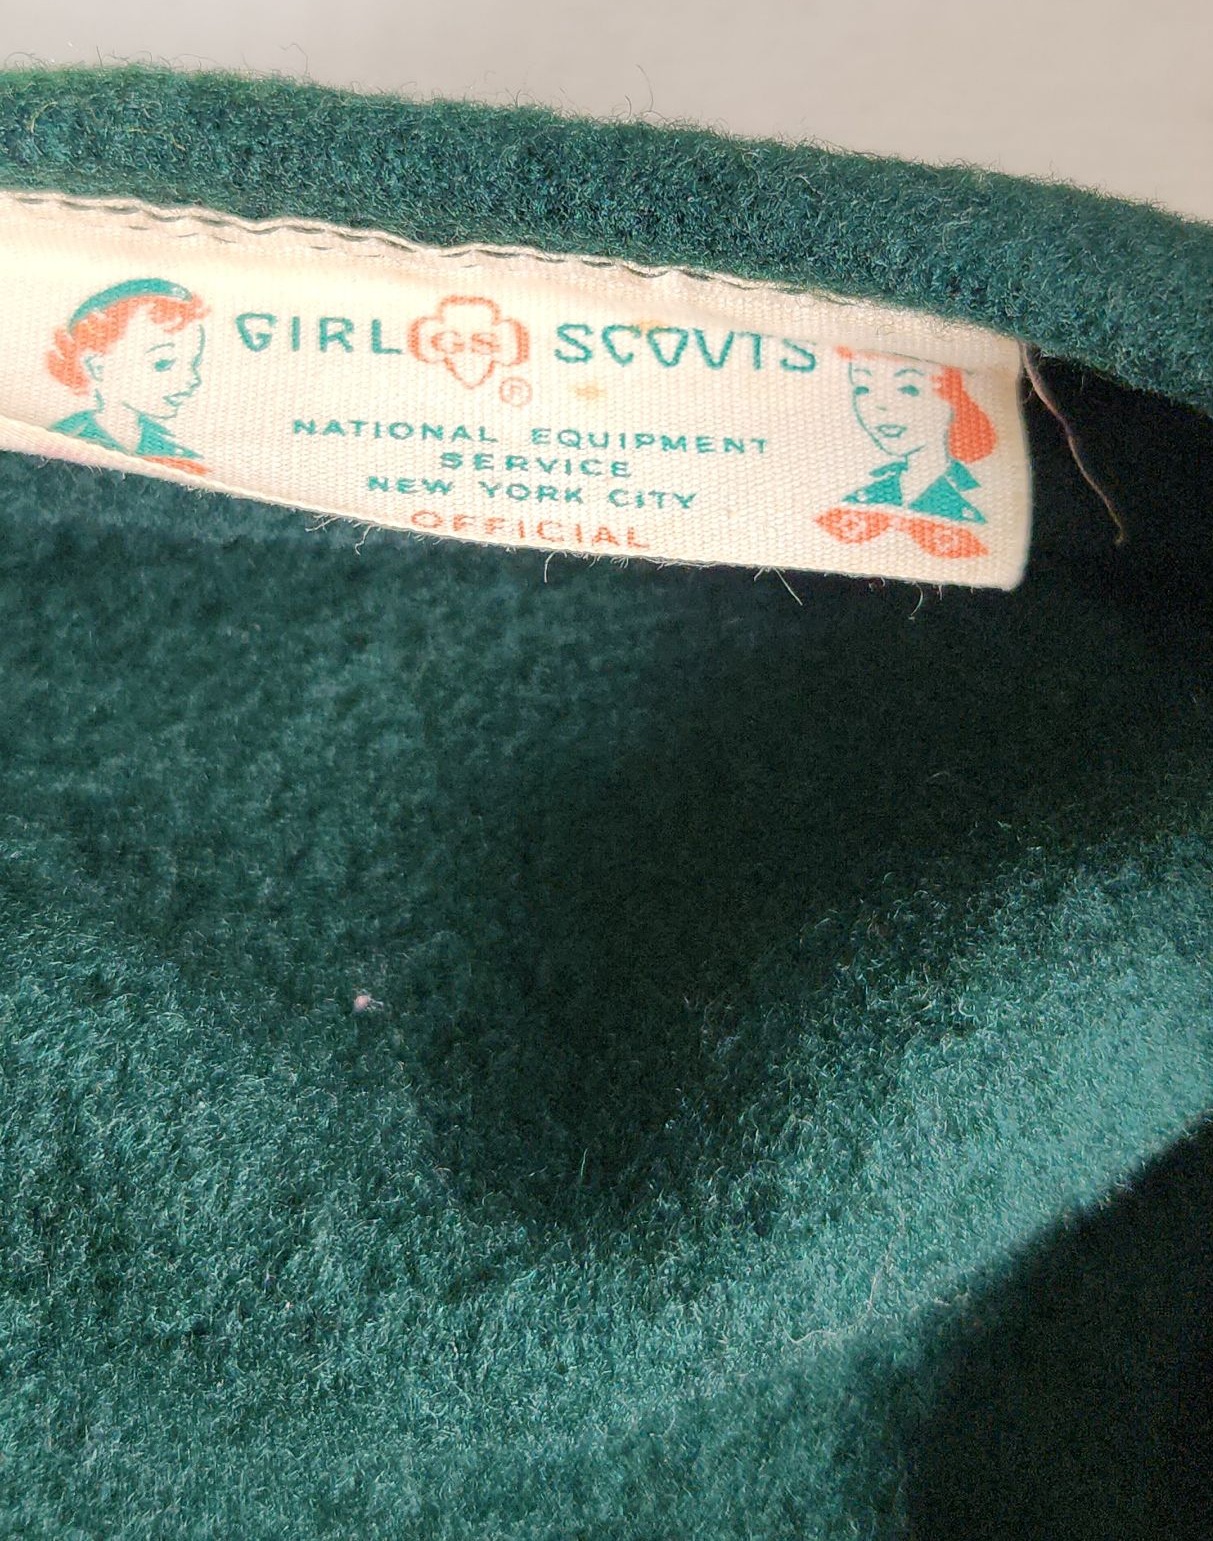 GIRL GS SCOUTS
®
NATIONAL EQUIPMENT
SERVICE
NEW YORK CITY
OFFICIAL